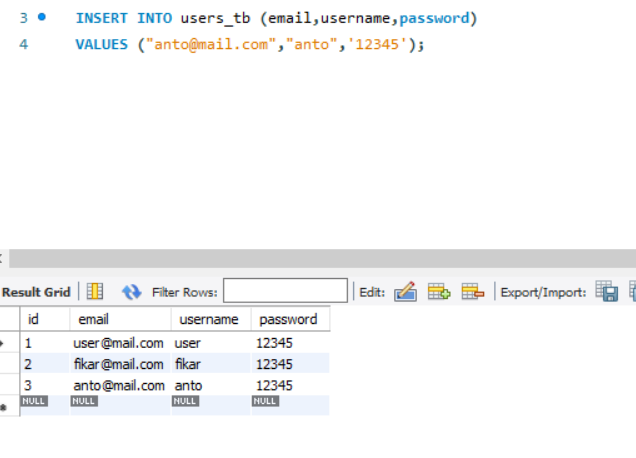 3 INSERT INTO users_tb (email,username,password)
4 VALUES ("anto@mail.com","anto",'12345');
Result Grid Filter Rows: Edit: Export/Import:
id email username password
1 user@mail.com user 12345
2 fikar@mail.com fikar 12345
3 anto@mail.com anto 12345
NULL NULL NULL NULL